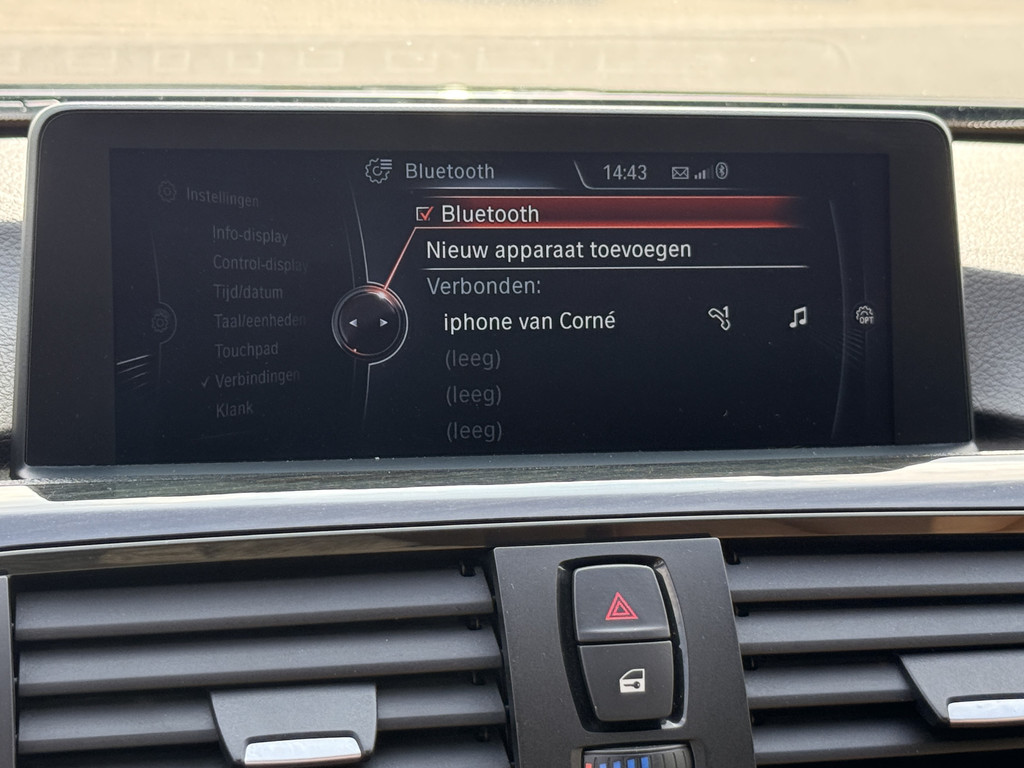 Bluetooth 14:43
Instellingen
Info-display
Control-display
Tijd/datum
Taal/eenheden
Touchpad
Verbindingen
Klank
Bluetooth
Nieuw apparaat toevoegen
Verbonden:
iphone van Corné
(leeg)
(leeg)
(leeg)
OPT